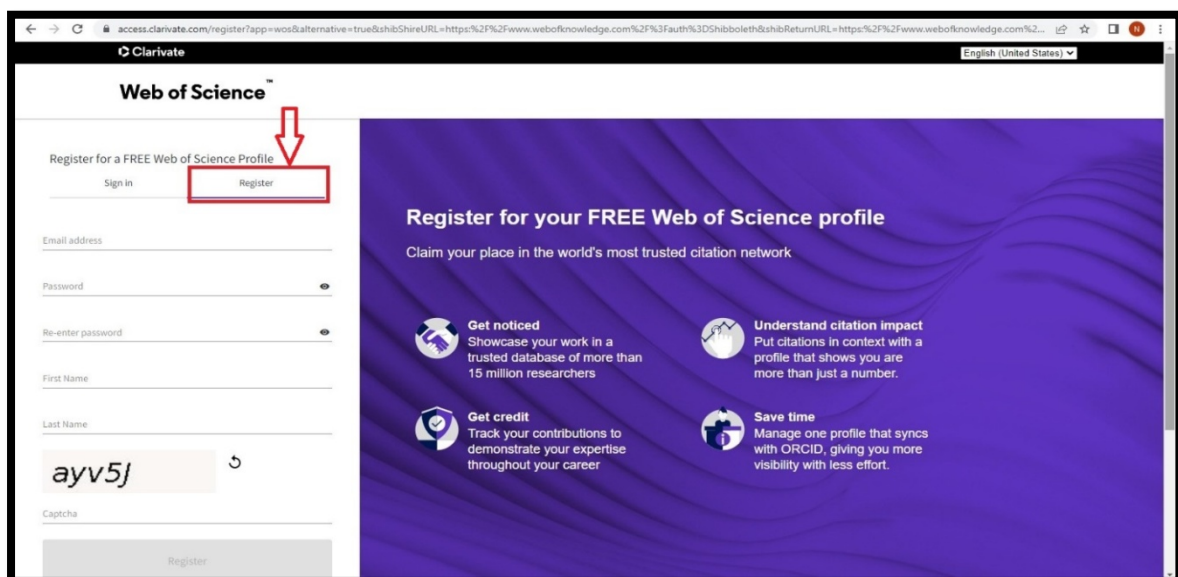 access.clarivate.com/register?app=wos&alternative=true&shibShireURL=https:%2F%2Fwww.webofknowledge.com%2F%3Fauth%3DShibboleth&shibReturnURL=https:%2F%2Fwww.webofknowledge.com%2...
N
Clarivate
English (United States)
Web of Science™
Register for a FREE Web of Science Profile
Sign in
Register
Email address
Password
Re-enter password
First Name
Last Name
ayv5J
Captcha
Register
Register for your FREE Web of Science profile
Claim your place in the world's most trusted citation network
Get noticed
Showcase your work in a
trusted database of more than
15 million researchers
Understand citation impact
Put citations in context with a
profile that shows you are
more than just a number.
Get credit
Track your contributions to
demonstrate your expertise
throughout your career
Save time
Manage one profile that syncs
with ORCID, giving you more
visibility with less effort.